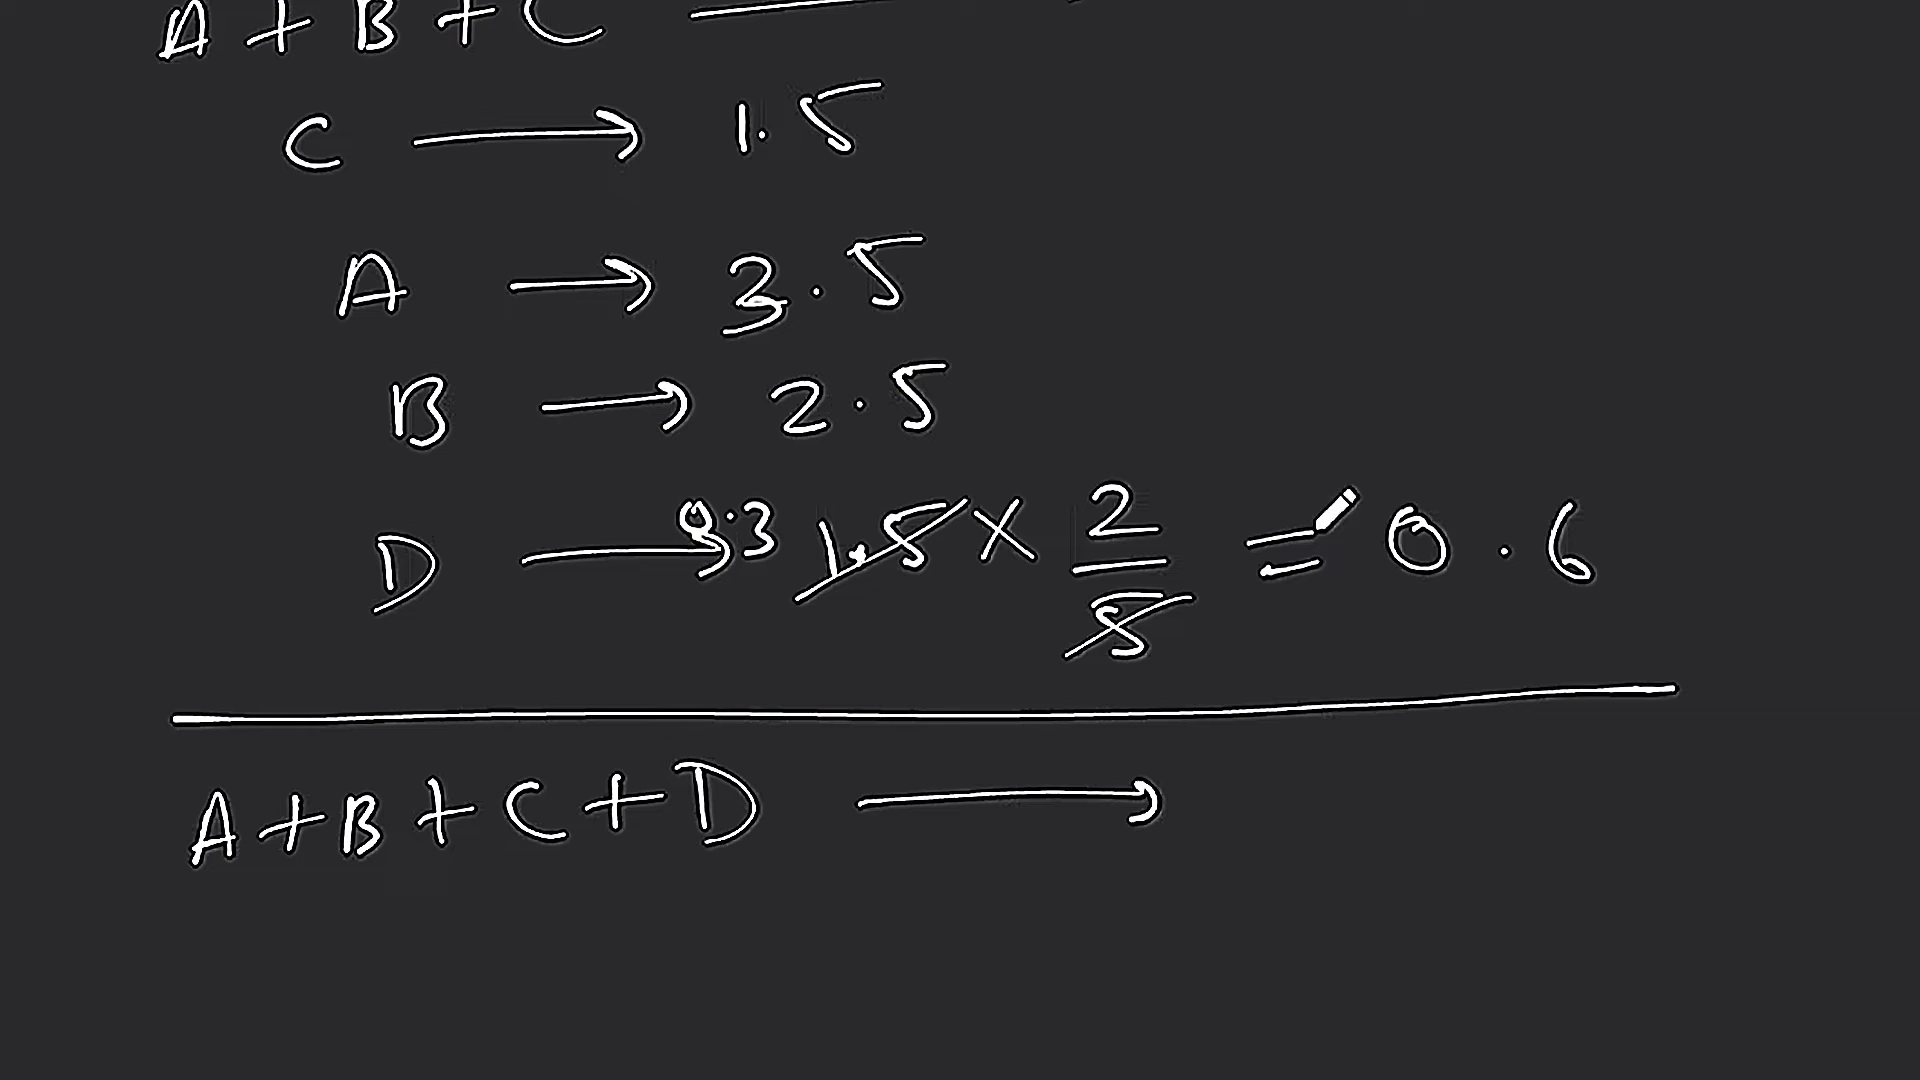 A + B + C
C → 1.5
A → 3.5
B → 2.5
D → 0.3 1.5 × 2/5 = 0.6
A + B + C + D →